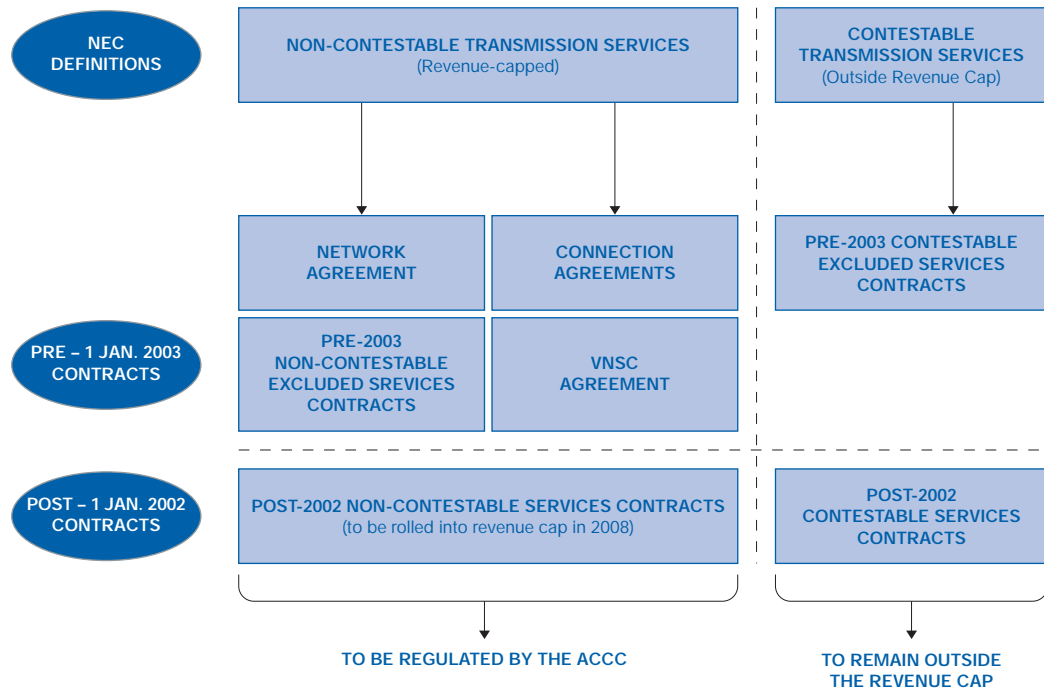 NEC
DEFINITIONS
NON-CONTESTABLE TRANSMISSION SERVICES
(Revenue-capped)
CONTESTABLE
TRANSMISSION SERVICES
(Outside Revenue Cap)
NETWORK
AGREEMENT
CONNECTION
AGREEMENTS
PRE-2003 CONTESTABLE
EXCLUDED SERVICES
CONTRACTS
PRE – 1 JAN. 2003
CONTRACTS
PRE-2003
NON-CONTESTABLE
EXCLUDED SREVICES
CONTRACTS
VNSC
AGREEMENT
POST – 1 JAN. 2002
CONTRACTS
POST-2002 NON-CONTESTABLE SERVICES CONTRACTS
(to be rolled into revenue cap in 2008)
POST-2002
CONTESTABLE SERVICES
CONTRACTS
TO BE REGULATED BY THE ACCC
TO REMAIN OUTSIDE
THE REVENUE CAP